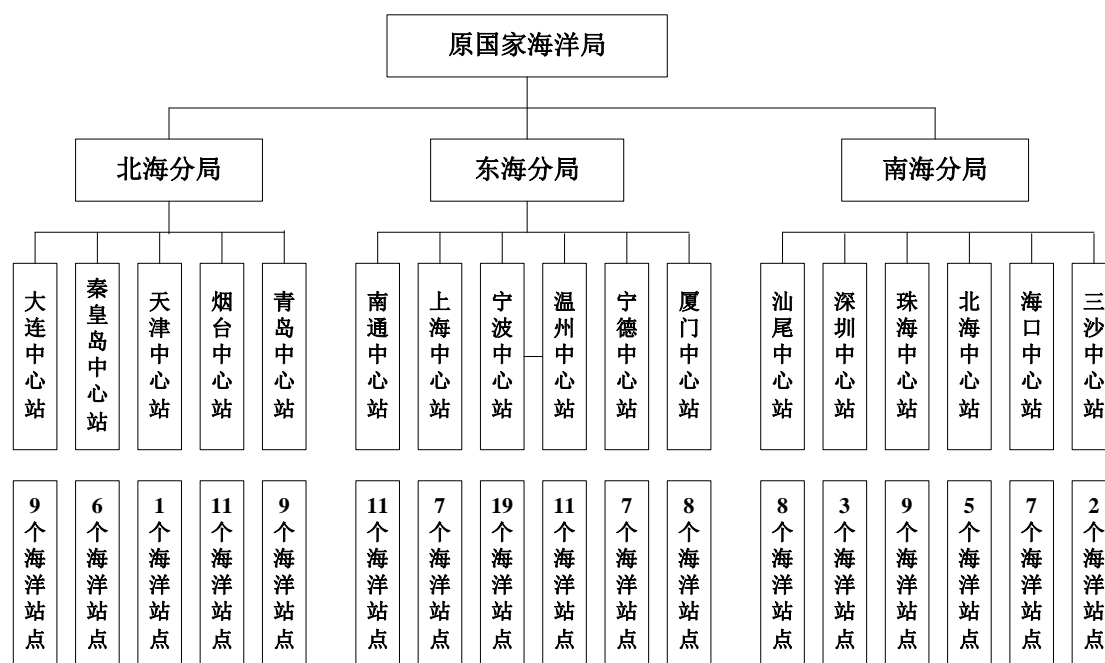 原国家海洋局
北海分局
东海分局
南海分局
大连中心站
秦皇岛中心站
天津中心站
烟台中心站
青岛中心站
南通中心站
上海中心站
宁波中心站
温州中心站
宁德中心站
厦门中心站
汕尾中心站
深圳中心站
珠海中心站
北海中心站
海口中心站
三沙中心站
9个海洋站点
6个海洋站点
1个海洋站点
11个海洋站点
9个海洋站点
11个海洋站点
7个海洋站点
19个海洋站点
11个海洋站点
7个海洋站点
8个海洋站点
8个海洋站点
3个海洋站点
9个海洋站点
5个海洋站点
7个海洋站点
2个海洋站点